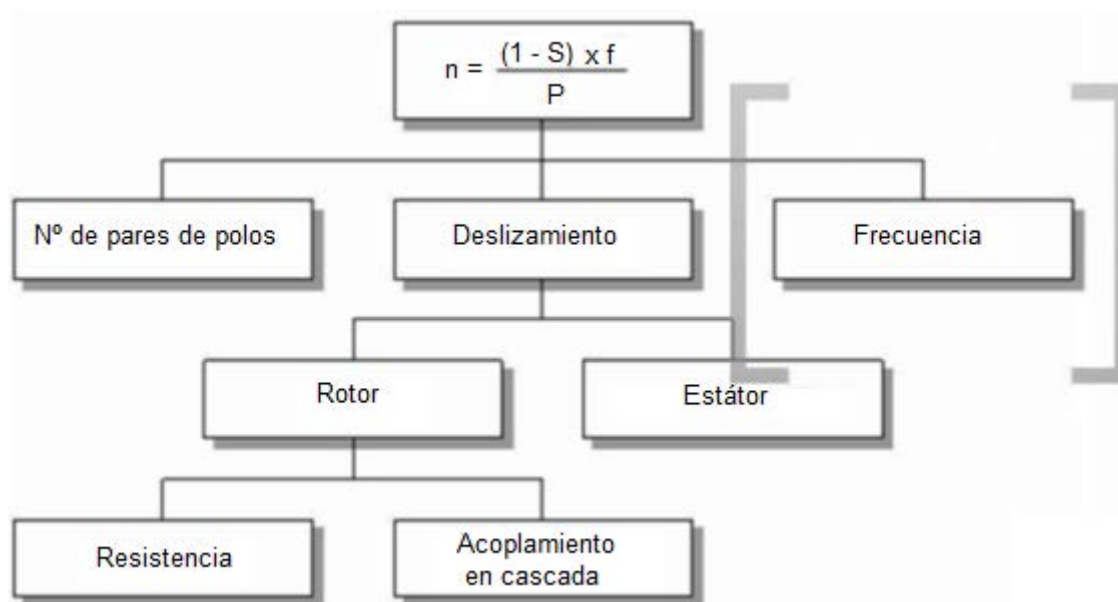 n = (1 - S) x f
P
Nº de pares de polos
Deslizamiento
Frecuencia
Rotor
Estátor
Resistencia
Acoplamiento
en cascada